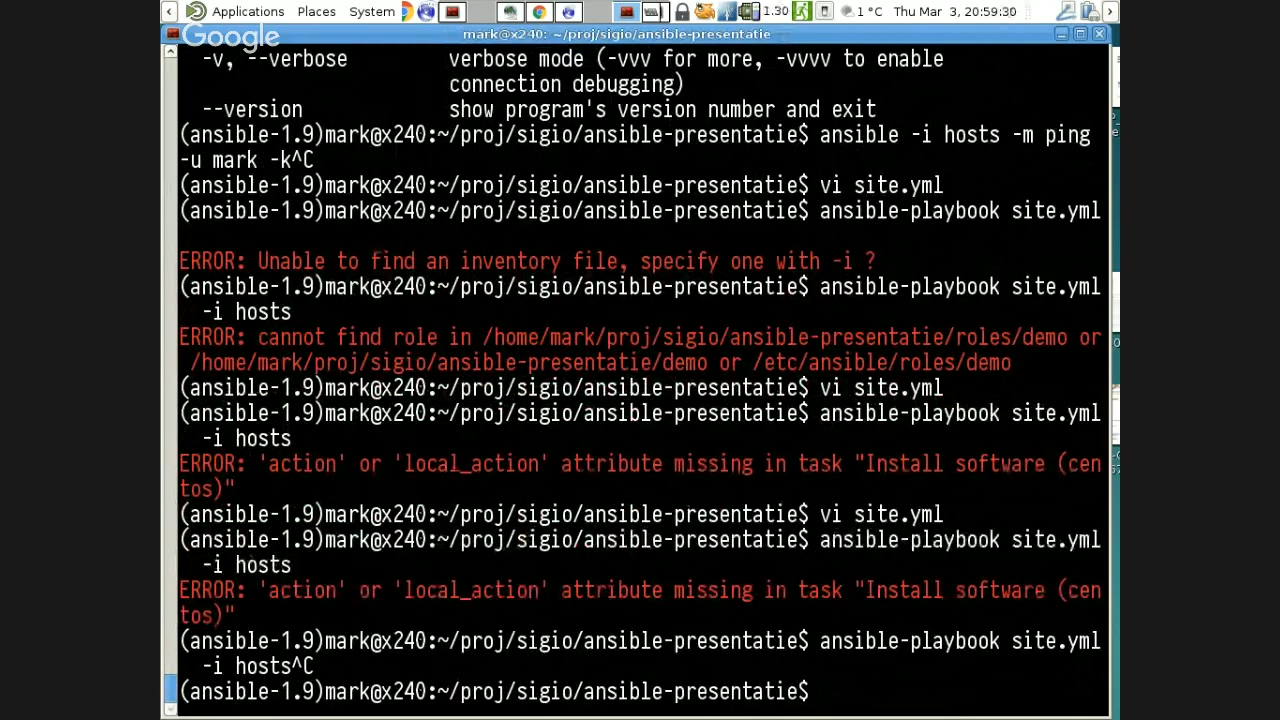 Applications Places System 1.30 1 °C Thu Mar 3, 20:59:30
Google
mark@x240: ~/proj/sigio/ansible-presentatie
-v, --verbose verbose mode (-vvv for more, -vvvv to enable
connection debugging)
--version show program's version number and exit
(ansible-1.9)mark@x240:~/proj/sigio/ansible-presentatie$ ansible -i hosts -m ping
-u mark -k^C
(ansible-1.9)mark@x240:~/proj/sigio/ansible-presentatie$ vi site.yml
(ansible-1.9)mark@x240:~/proj/sigio/ansible-presentatie$ ansible-playbook site.yml
ERROR: Unable to find an inventory file, specify one with -i ?
(ansible-1.9)mark@x240:~/proj/sigio/ansible-presentatie$ ansible-playbook site.yml
-i hosts
ERROR: cannot find role in /home/mark/proj/sigio/ansible-presentatie/roles/demo or
/home/mark/proj/sigio/ansible-presentatie/demo or /etc/ansible/roles/demo
(ansible-1.9)mark@x240:~/proj/sigio/ansible-presentatie$ vi site.yml
(ansible-1.9)mark@x240:~/proj/sigio/ansible-presentatie$ ansible-playbook site.yml
-i hosts
ERROR: 'action' or 'local_action' attribute missing in task "Install software (cen
tos)"
(ansible-1.9)mark@x240:~/proj/sigio/ansible-presentatie$ vi site.yml
(ansible-1.9)mark@x240:~/proj/sigio/ansible-presentatie$ ansible-playbook site.yml
-i hosts
ERROR: 'action' or 'local_action' attribute missing in task "Install software (cen
tos)"
(ansible-1.9)mark@x240:~/proj/sigio/ansible-presentatie$ ansible-playbook site.yml
-i hosts^C
(ansible-1.9)mark@x240:~/proj/sigio/ansible-presentatie$